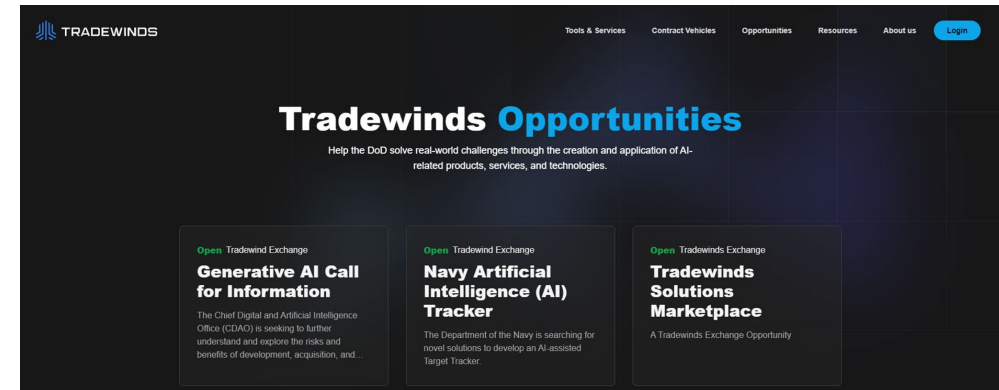 TRADEWINDS
Tools & Services Contract Vehicles Opportunities Resources About us Login
Tradewinds Opportunities
Help the DoD solve real-world challenges through the creation and application of AI-
related products, services, and technologies.
Open Tradewind Exchange
Generative AI Call
for Information
The Chief Digital and Artificial Intelligence
Office (CDAO) is seeking to further
understand and explore the risks and
benefits of development, acquisition, and...
Open Tradewind Exchange
Navy Artificial
Intelligence (AI)
Tracker
The Department of the Navy is searching for
novel solutions to develop an AI-assisted
Target Tracker.
Open Tradewinds Exchange
Tradewinds
Solutions
Marketplace
A Tradewinds Exchange Opportunity